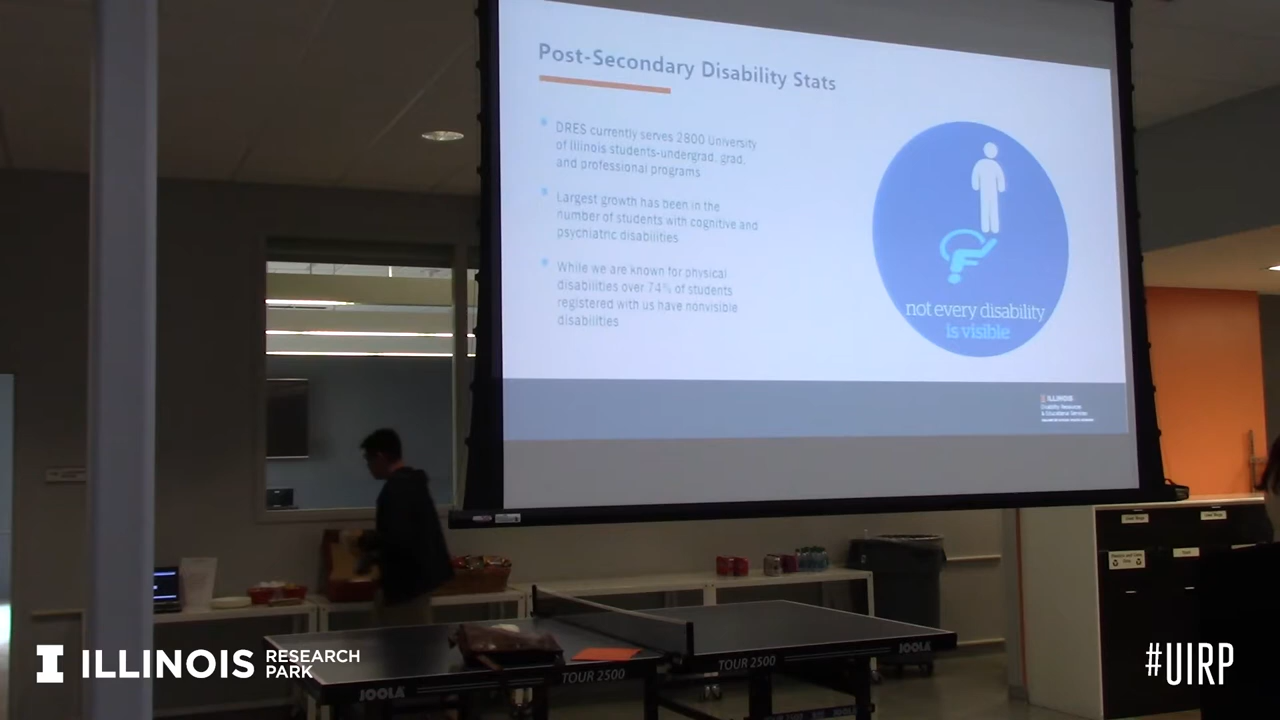 Post-Secondary Disability Stats
DRES currently serves 2800 University
of Illinois students-undergrad, grad,
and professional programs
Largest growth has been in the
number of students with cognitive and
psychiatric disabilities
While we are known for physical
disabilities over 74% of students
registered with us have nonvisible
disabilities
not every disability
is visible
ILLINOIS
Disability Resources
& Educational Services
JOOLA
TOUR 2500
TOUR 2500
JOOLA
ILLINOIS RESEARCH
PARK
#UIRP